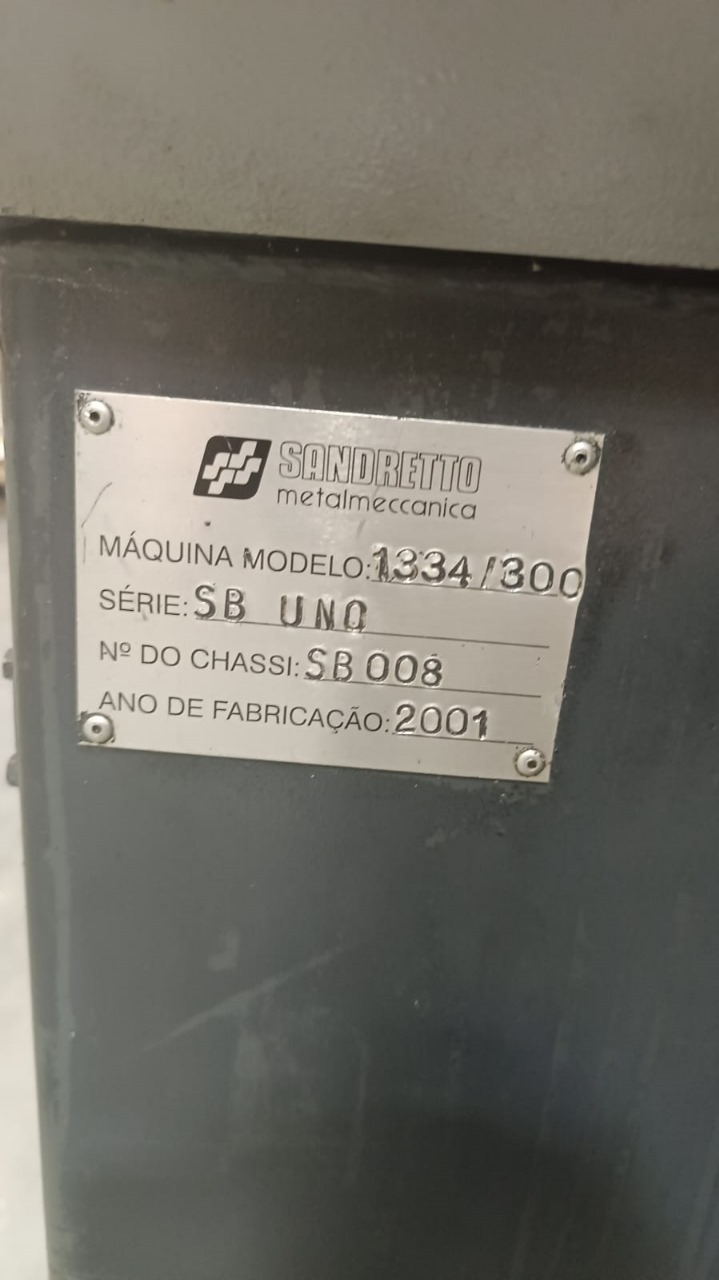 SANDRETTO
metalmeccanica
MÁQUINA MODELO: 1334/300
SÉRIE: SB UNO
Nº DO CHASSI: SB 008
ANO DE FABRICAÇÃO: 2001